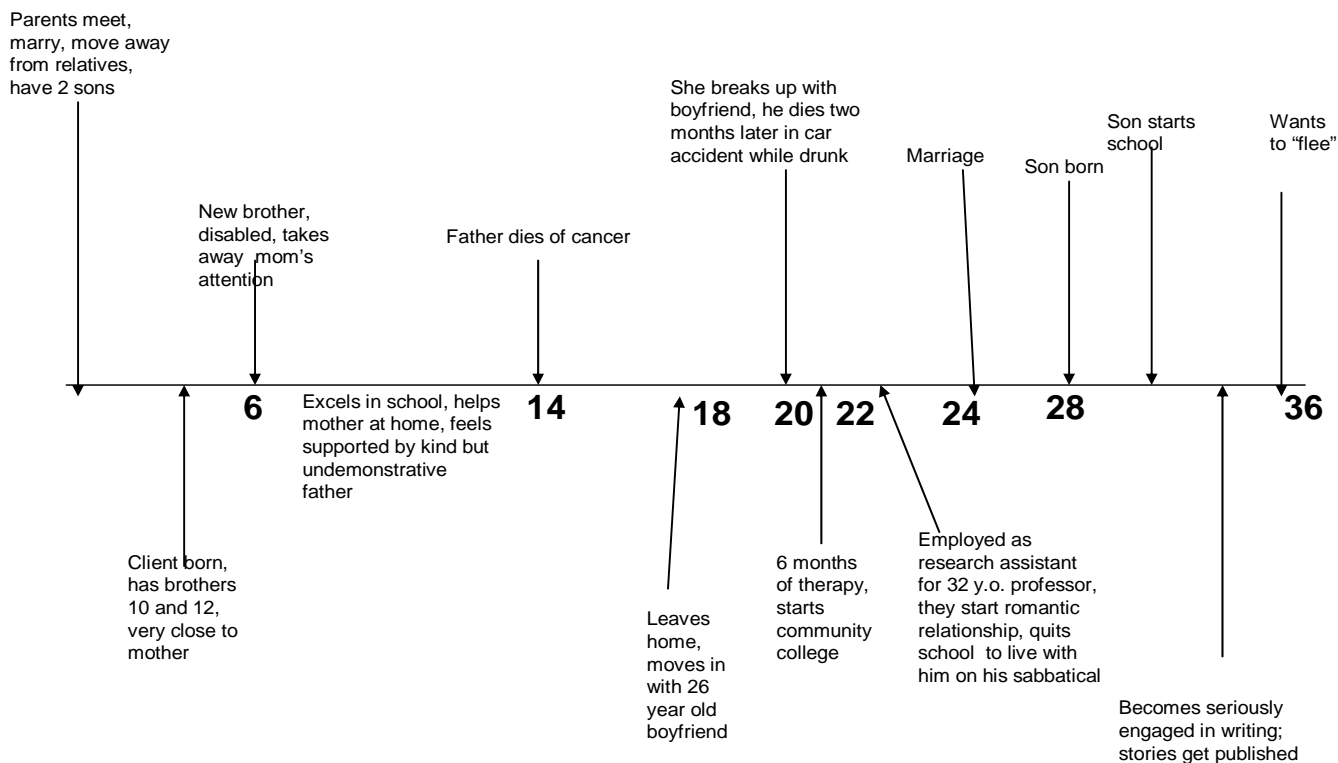 Parents meet,
marry, move away
from relatives,
have 2 sons
New brother,
disabled, takes
away mom's
attention
Father dies of cancer
She breaks up with
boyfriend, he dies two
months later in car
accident while drunk
Marriage
Son born
Son starts
school
Wants
to “flee”
6
14
18
20
22
24
28
36
Excels in school, helps
mother at home, feels
supported by kind but
undemonstrative
father
Client born,
has brothers
10 and 12,
very close to
mother
Leaves
home,
moves in
with 26
year old
boyfriend
6 months
of therapy,
starts
community
college
Employed as
research assistant
for 32 y.o. professor,
they start romantic
relationship, quits
school to live with
him on his sabbatical
Becomes seriously
engaged in writing;
stories get published